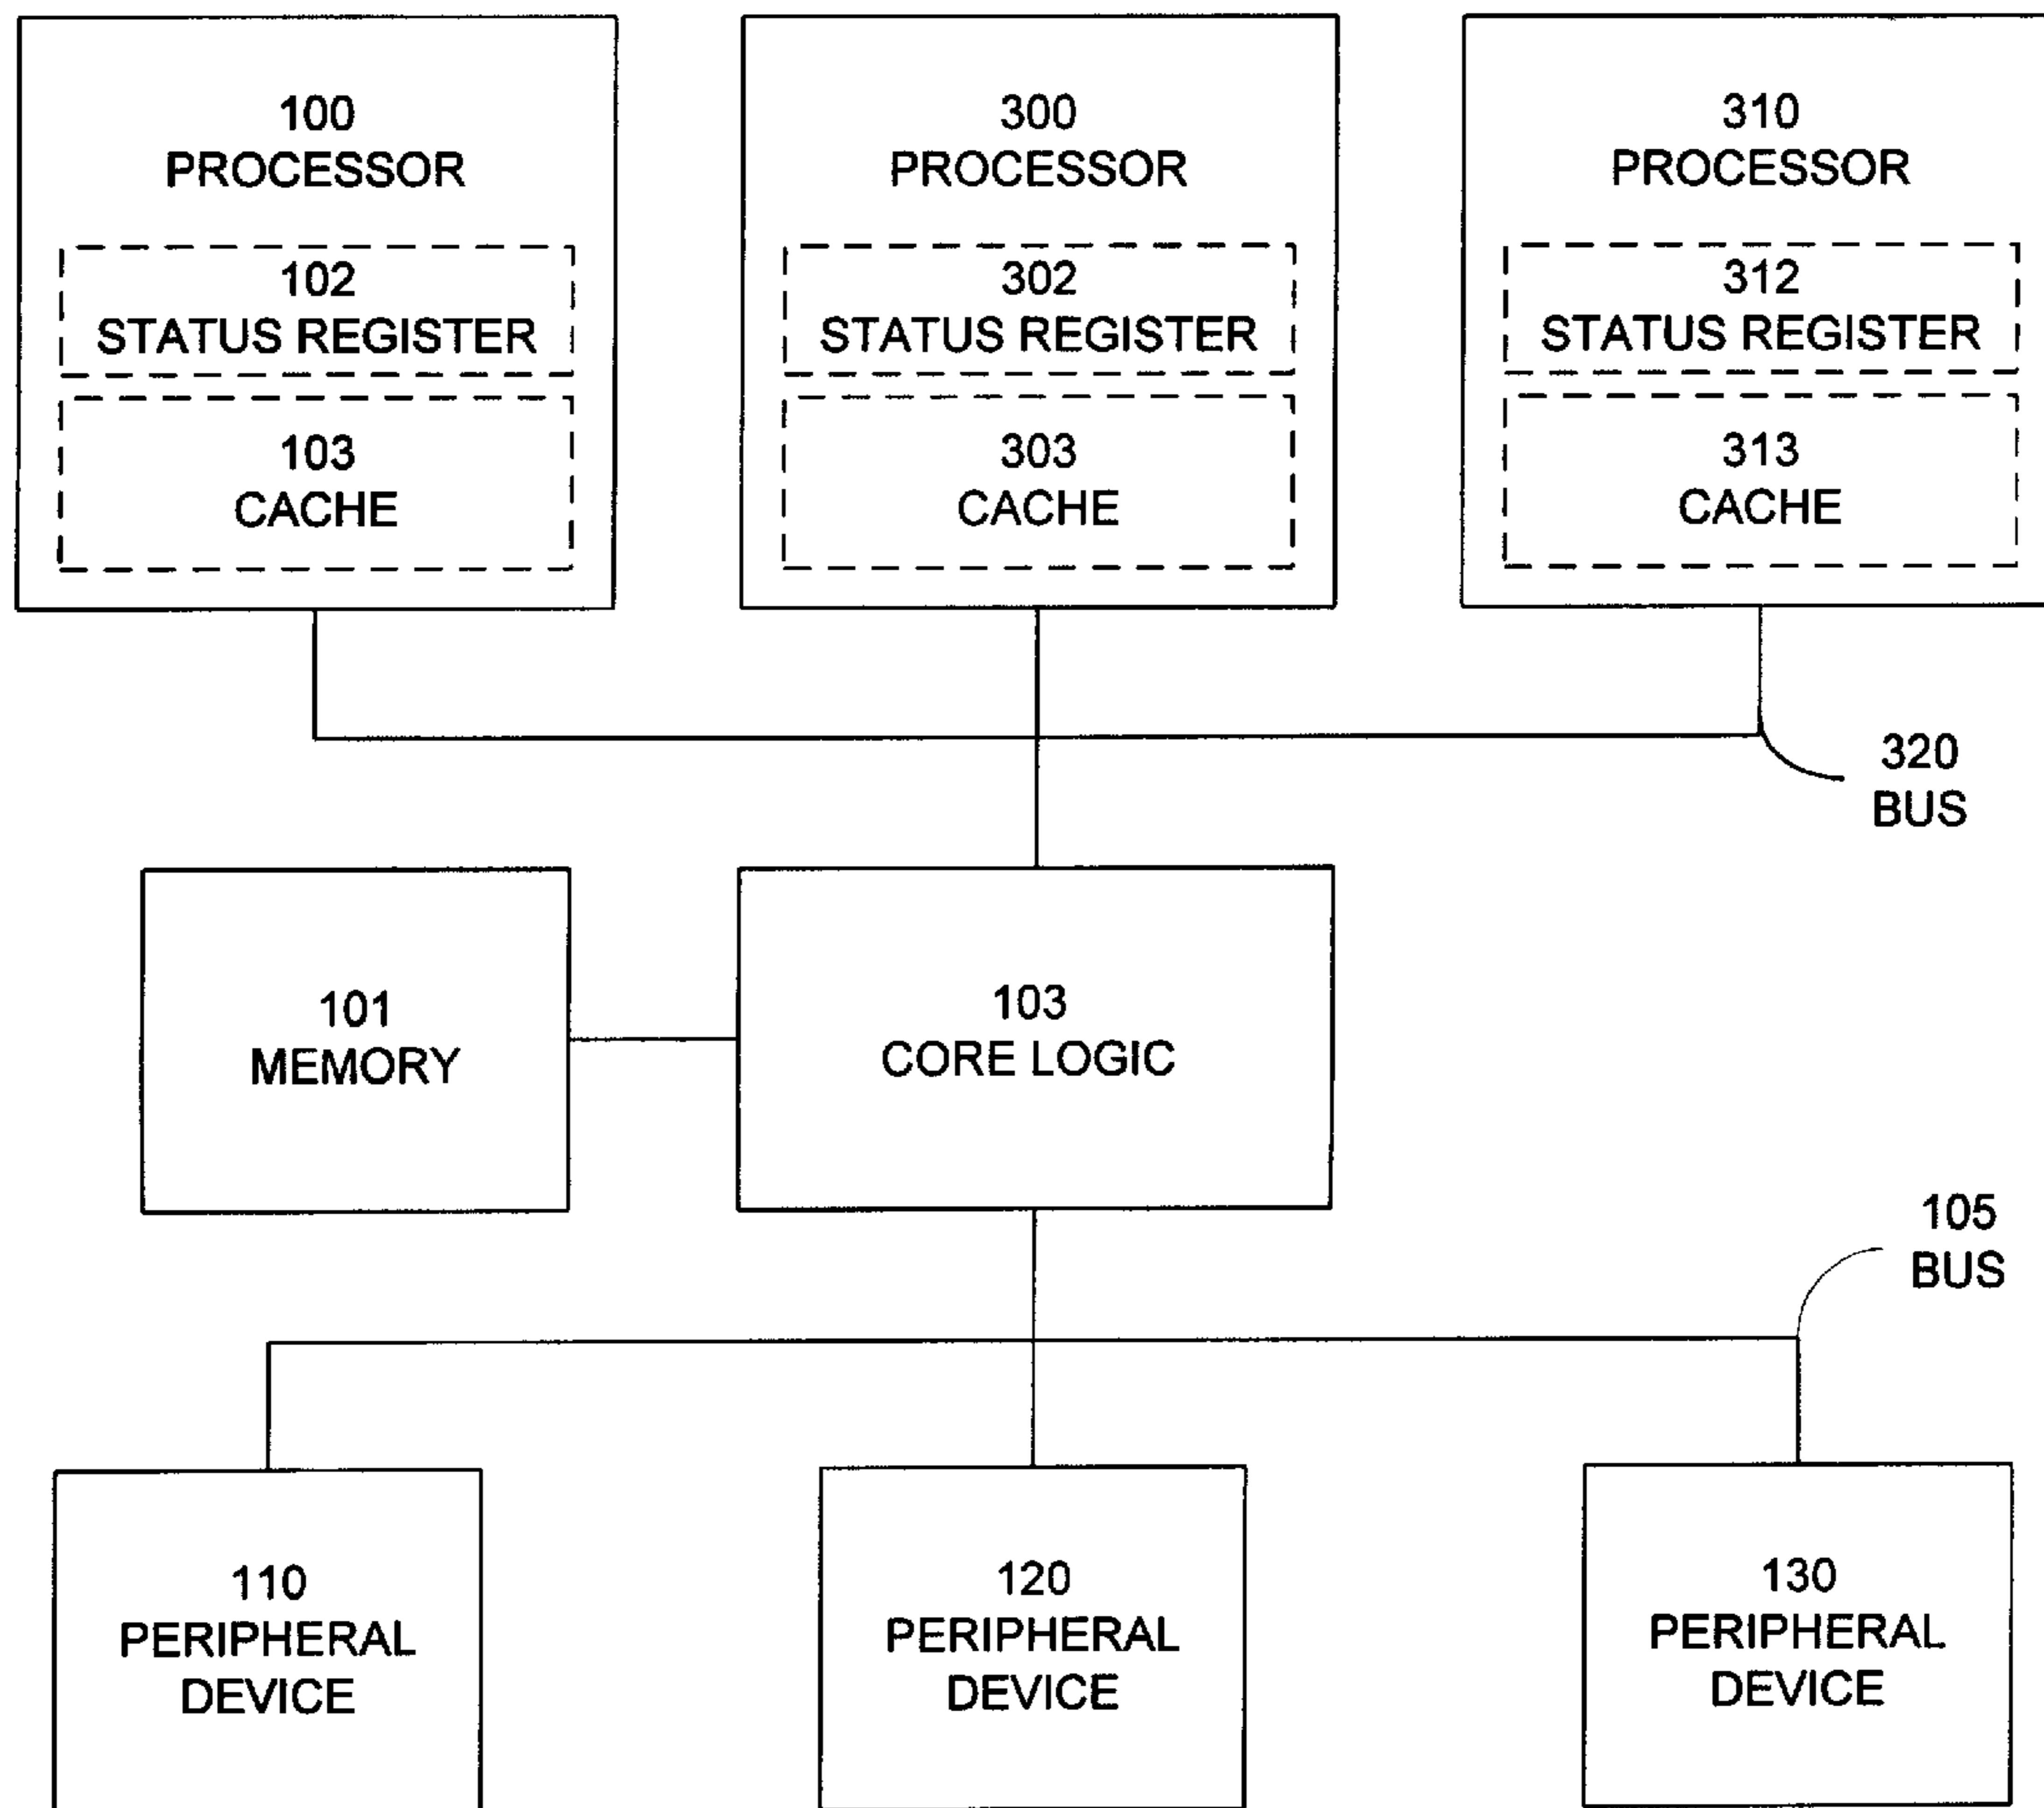 100
PROCESSOR
102
STATUS REGISTER
103
CACHE
300
PROCESSOR
302
STATUS REGISTER
303
CACHE
310
PROCESSOR
312
STATUS REGISTER
313
CACHE
320
BUS
101
MEMORY
103
CORE LOGIC
105
BUS
110
PERIPHERAL
DEVICE
120
PERIPHERAL
DEVICE
130
PERIPHERAL
DEVICE